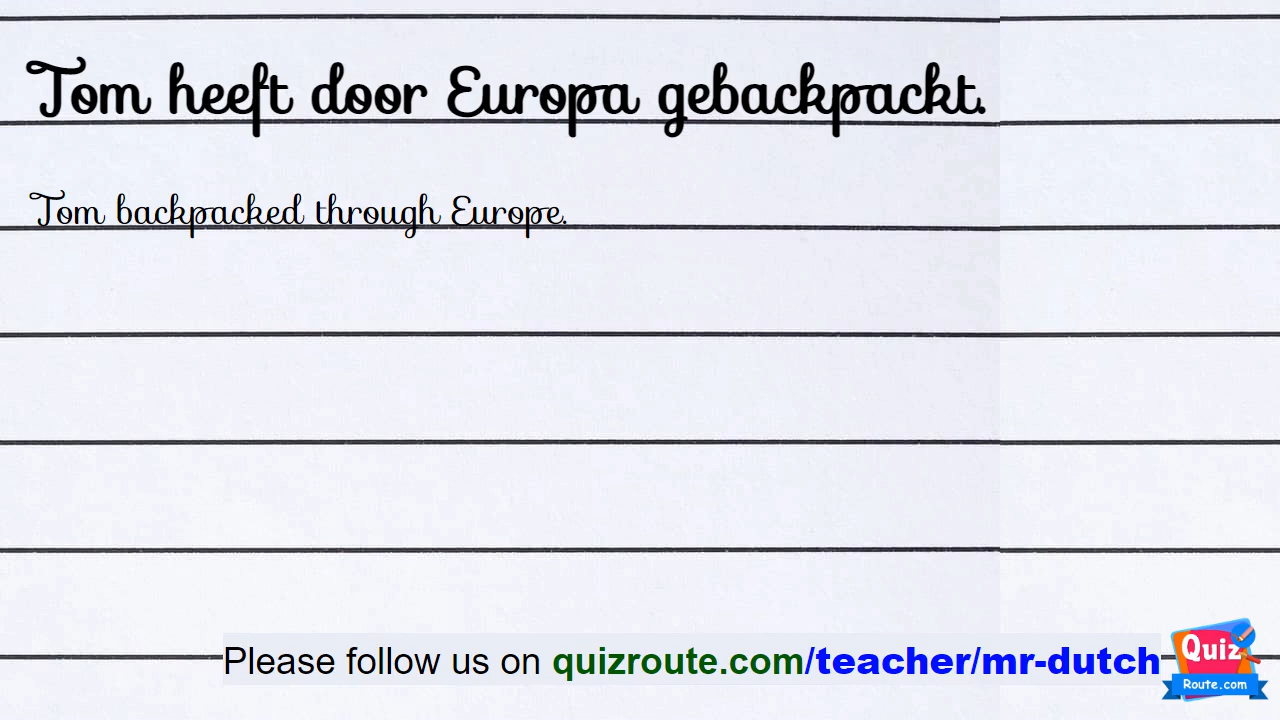 Tom heeft door Europa gebackpackt.
Tom backpacked through Europe.
Please follow us on quizroute.com/teacher/mr-dutch
Quiz
Route.com